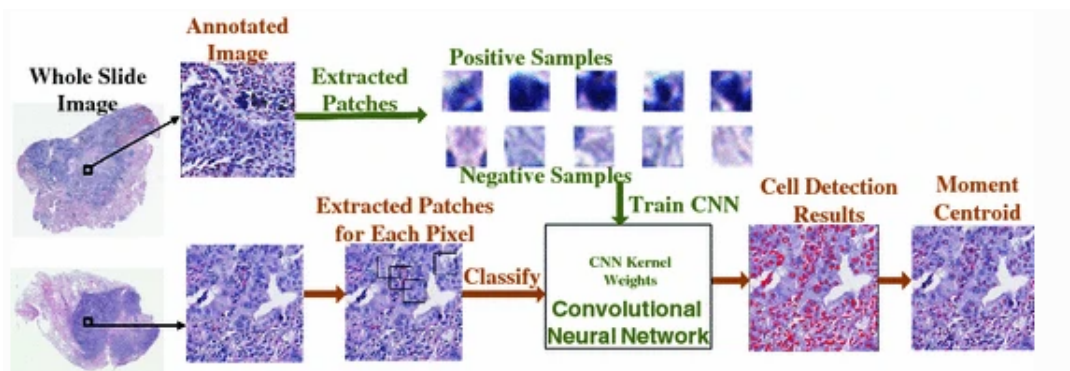 Annotated
Image
Whole Slide
Image
Extracted
Patches
Positive Samples
Negative Samples
Train CNN
Extracted Patches
for Each Pixel
Classify
CNN Kernel
Weights
Convolutional
Neural Network
Cell Detection
Results
Moment
Centroid